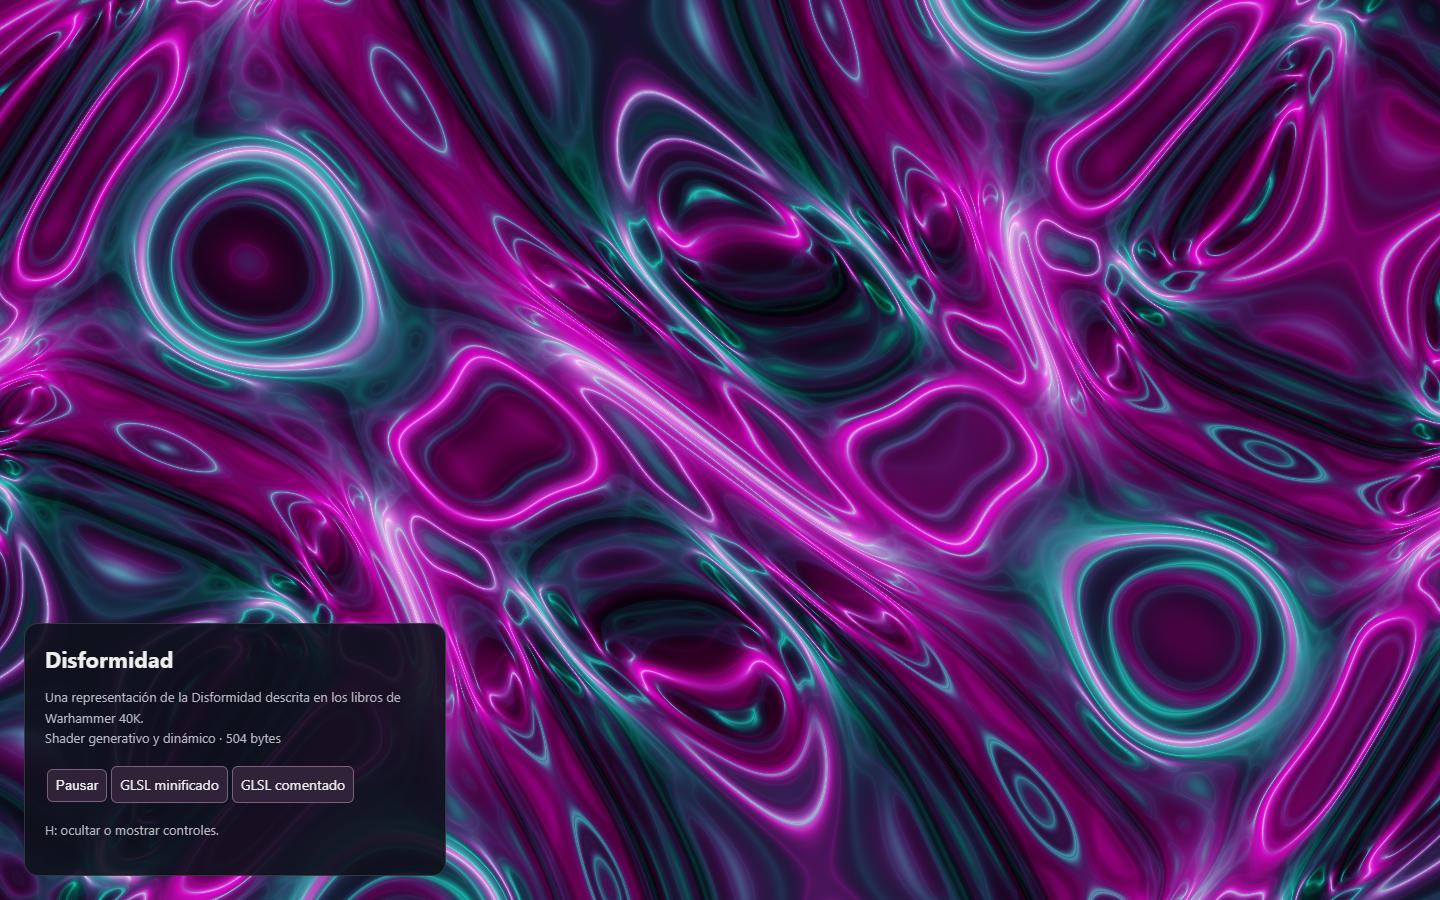 Disformidad
Una representación de la Disformidad descrita en los libros de
Warhammer 40K.
Shader generativo y dinámico · 504 bytes
Pausar GLSL minificado GLSL comentado
H: ocultar o mostrar controles.